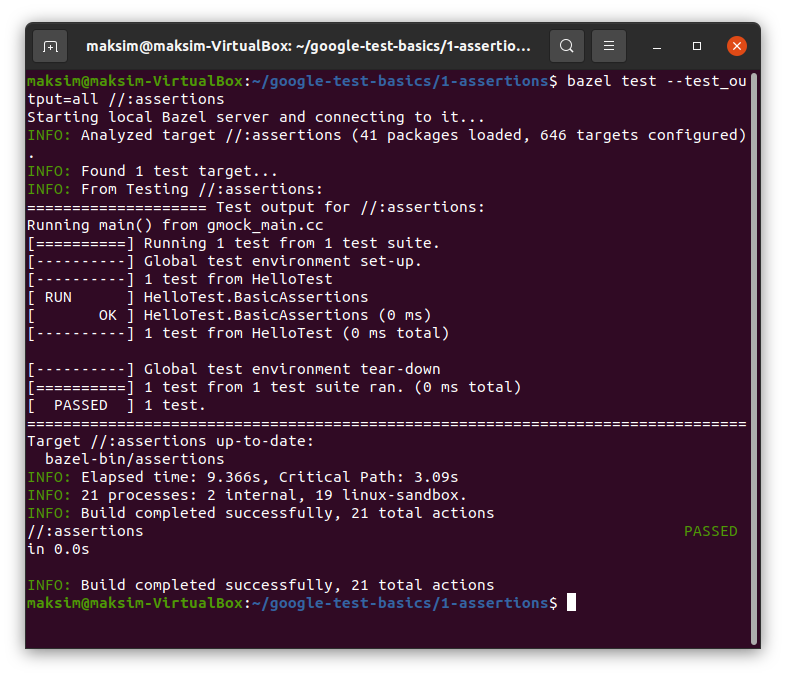 maksim@maksim-VirtualBox: ~/google-test-basics/1-assertio...
maksim@maksim-VirtualBox:~/google-test-basics/1-assertions$ bazel test --test_ou
tput=all //:assertions
Starting local Bazel server and connecting to it...
INFO: Analyzed target //:assertions (41 packages loaded, 646 targets configured)
.
INFO: Found 1 test target...
INFO: From Testing //:assertions:
==================== Test output for //:assertions:
Running main() from gmock_main.cc
[==========] Running 1 test from 1 test suite.
[----------] Global test environment set-up.
[----------] 1 test from HelloTest
[ RUN      ] HelloTest.BasicAssertions
[       OK ] HelloTest.BasicAssertions (0 ms)
[----------] 1 test from HelloTest (0 ms total)

[----------] Global test environment tear-down
[==========] 1 test from 1 test suite ran. (0 ms total)
[  PASSED  ] 1 test.
================================================================================
Target //:assertions up-to-date:
  bazel-bin/assertions
INFO: Elapsed time: 9.366s, Critical Path: 3.09s
INFO: 21 processes: 2 internal, 19 linux-sandbox.
INFO: Build completed successfully, 21 total actions
//:assertions                                                            PASSED
in 0.0s

INFO: Build completed successfully, 21 total actions
maksim@maksim-VirtualBox:~/google-test-basics/1-assertions$